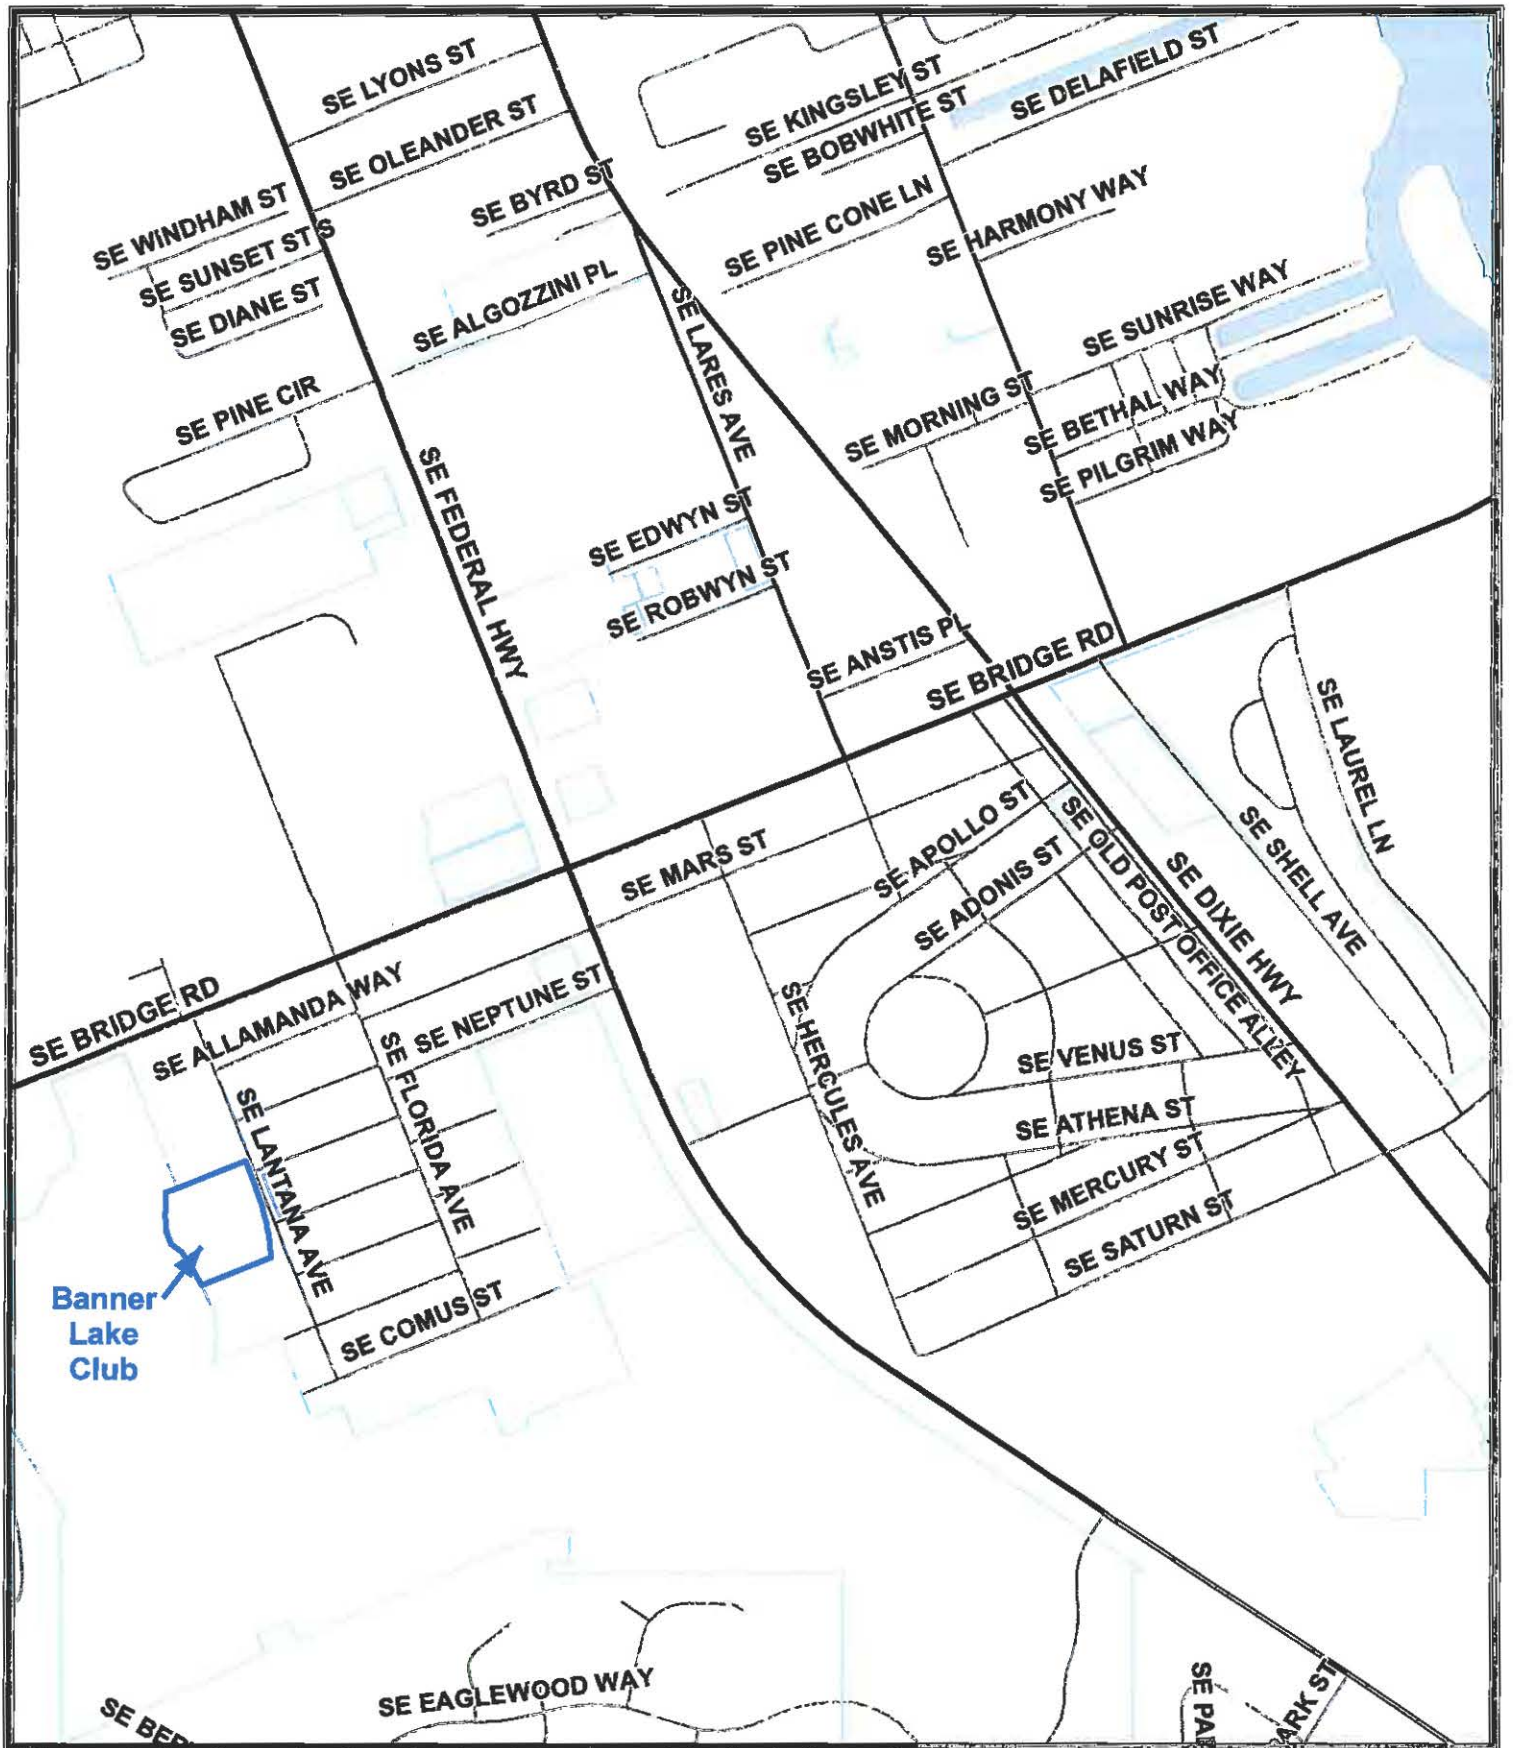 SE LYONS ST
SE OLEANDER ST
SE KINGSLEY ST
SE BOBWHITE ST
SE DELAFIELD ST
SE WINDHAM ST
SE SUNSET ST S
SE DIANE ST
SE BYRD ST
SE PINE CONE LN
SE HARMONY WAY
SE ALGOZZINI PL
SE LARES AVE
SE SUNRISE WAY
SE PINE CIR
SE MORNING ST
SE BETHAL WAY
SE PILGRIM WAY
SE FEDERAL HWY
SE EDWYN ST
SE ROBWYN ST
SE ANSTIS PL
SE BRIDGE RD
SE LAUREL LN
SE MARS ST
SE APOLLO ST
SE ADONIS ST
SE OLD POST OFFICE ALLEY
SE DIXIE HWY
SE SHELL AVE
SE BRIDGE RD
SE ALLAMANDA WAY
SE NEPTUNE ST
SE HERCULES AVE
SE VENUS ST
SE LANTANA AVE
SE FLORIDA AVE
SE ATHENA ST
SE MERCURY ST
SE SATURN ST
Banner
Lake
Club
SE COMUS ST
SE EAGLEWOOD WAY
SE BER
SE PA
ARK ST